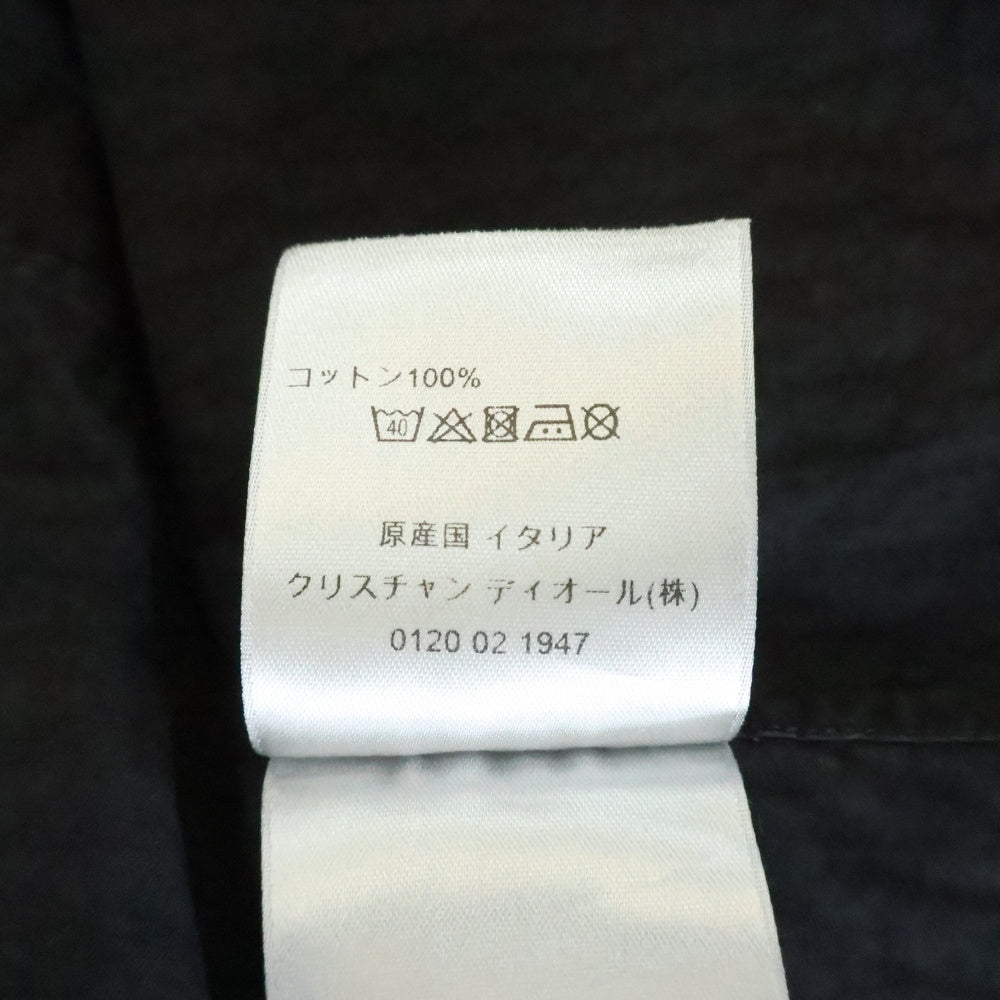 コットン100%
40
原産国 イタリア
クリスチャン ディオール(株)
0120 02 1947